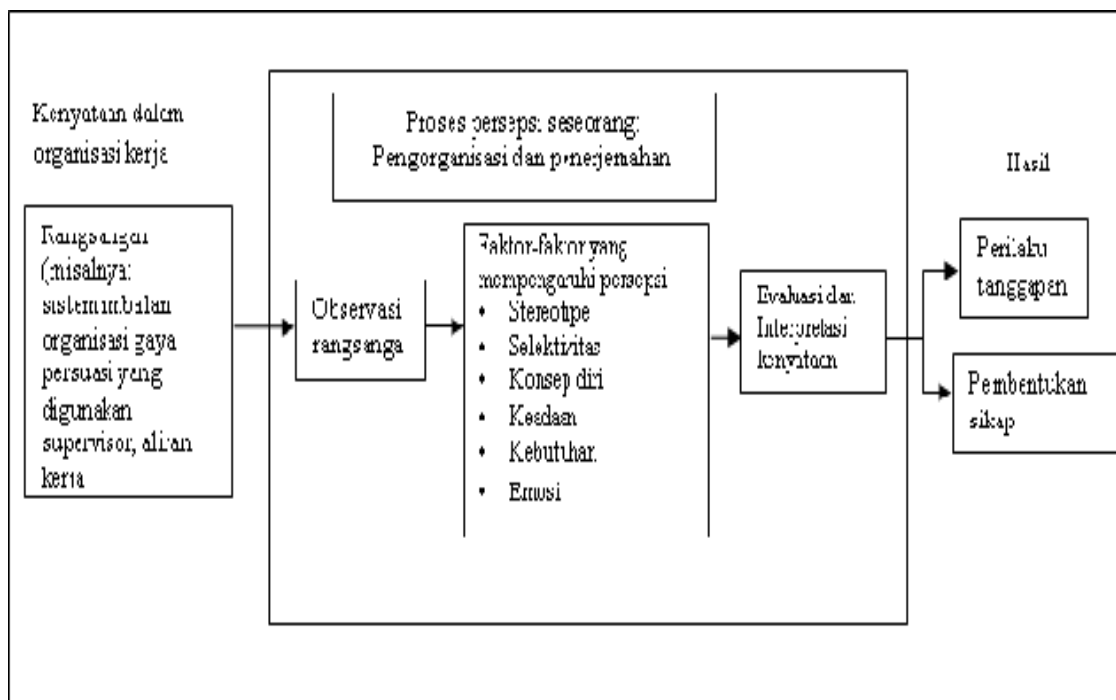 Kenyataan dalam
organisasi kerja
Rangsangan
(misalnya:
sistem imbalan
organisasi gaya
persuasi yang
digunakan
supervisor, aliran
kerja
Proses persepsi seseorang:
Pengorganisasi dan penerjemahan
Observasi
rangsanga
Faktor-faktor yang
mempengaruhi persepsi
• Stereotipe
• Selektivitas
• Konsep diri
• Keadaan
• Kebutuhan
• Emosi
Evaluasi dan
Interpretasi
kenyataan
Hasil
Perilaku
tanggapan
Pembentukan
sikap